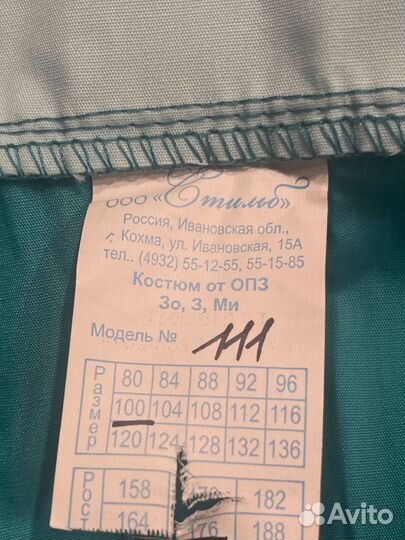 ООО «Стильб»
Россия, Ивановская обл.,
г. Кохма, ул. Ивановская, 15А
тел.. (4932) 55-12-55, 55-15-85
Костюм от ОПЗ
Зо, З, Ми
Модель № 111
Размер
80 84 88 92 96
100 104 108 112 116
120 124 128 132 136
Рост
158 182
164 176 188
Avito